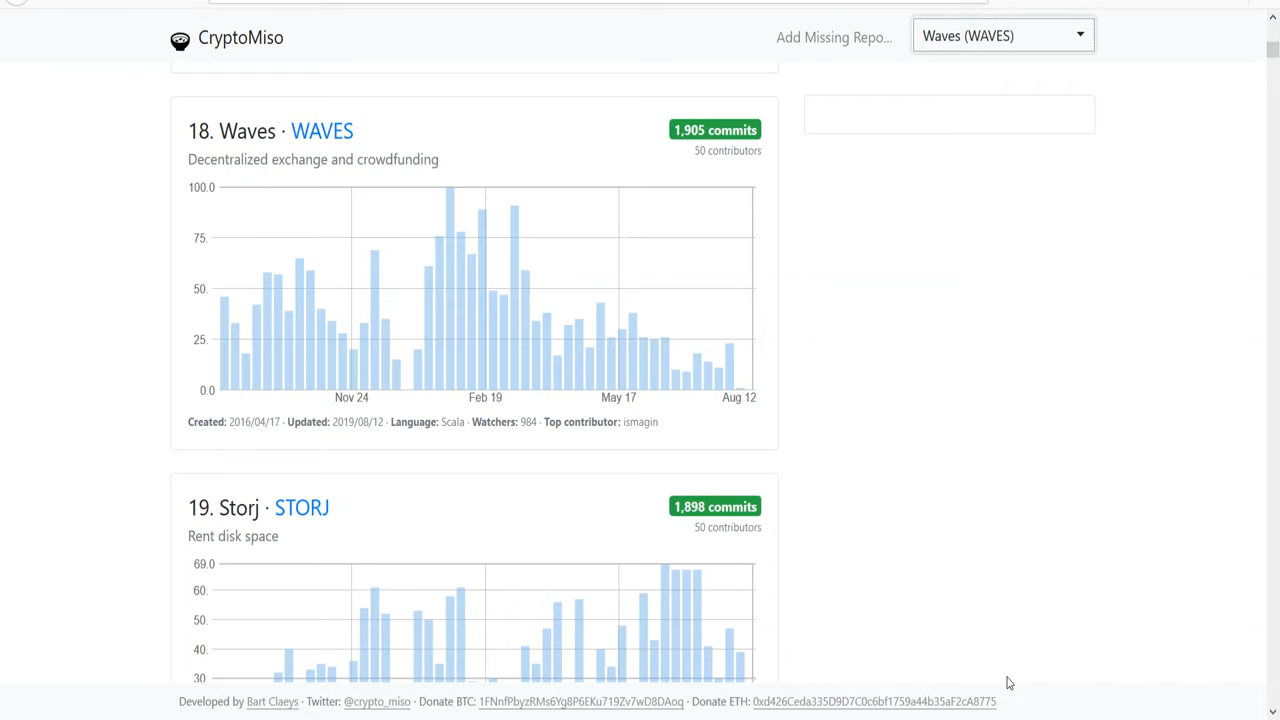 CryptoMiso
Add Missing Repo...
Waves (WAVES)
18. Waves · WAVES
1,905 commits
50 contributors
Decentralized exchange and crowdfunding
100.0
75.
50.
25.
0.0
Nov 24
Feb 19
May 17
Aug 12
Created: 2016/04/17 · Updated: 2019/08/12 · Language: Scala · Watchers: 984 · Top contributor: ismagin
19. Storj · STORJ
1,898 commits
50 contributors
Rent disk space
69.0
60.
50.
40.
30
Developed by Bart Claeys · Twitter: @crypto_miso · Donate BTC: 1FNnfPbyzRMs6Yg8P6EKu719Zv7wD8DAoq · Donate ETH: 0xd426Ceda335D9D7C0c6bf1759a44b35aF2cA8775